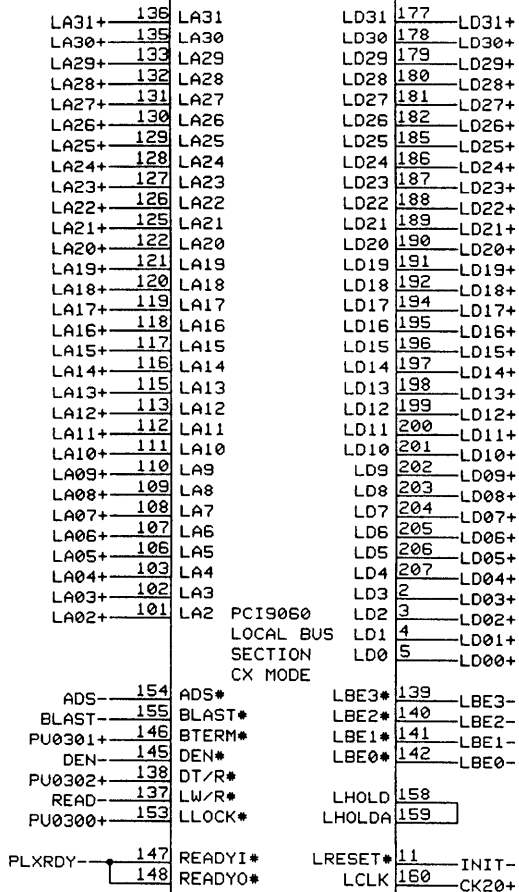 LA31+ 136 LA31 LD31 177 LD31+
LA30+ 135 LA30 LD30 178 LD30+
LA29+ 133 LA29 LD29 179 LD29+
LA28+ 132 LA28 LD28 180 LD28+
LA27+ 131 LA27 LD27 181 LD27+
LA26+ 130 LA26 LD26 182 LD26+
LA25+ 129 LA25 LD25 185 LD25+
LA24+ 128 LA24 LD24 186 LD24+
LA23+ 127 LA23 LD23 187 LD23+
LA22+ 126 LA22 LD22 188 LD22+
LA21+ 125 LA21 LD21 189 LD21+
LA20+ 122 LA20 LD20 190 LD20+
LA19+ 121 LA19 LD19 191 LD19+
LA18+ 120 LA18 LD18 192 LD18+
LA17+ 119 LA17 LD17 194 LD17+
LA16+ 118 LA16 LD16 195 LD16+
LA15+ 117 LA15 LD15 196 LD15+
LA14+ 116 LA14 LD14 197 LD14+
LA13+ 115 LA13 LD13 198 LD13+
LA12+ 113 LA12 LD12 199 LD12+
LA11+ 112 LA11 LD11 200 LD11+
LA10+ 111 LA10 LD10 201 LD10+
LA09+ 110 LA9 LD9 202 LD09+
LA08+ 109 LA8 LD8 203 LD08+
LA07+ 108 LA7 LD7 204 LD07+
LA06+ 107 LA6 LD6 205 LD06+
LA05+ 106 LA5 LD5 206 LD05+
LA04+ 103 LA4 LD4 207 LD04+
LA03+ 102 LA3 LD3 2 LD03+
LA02+ 101 LA2 PCI9060 LD2 3 LD02+
LOCAL BUS LD1 4 LD01+
SECTION LD0 5 LD00+
CX MODE
ADS- 154 ADS* LBE3* 139 LBE3-
BLAST- 155 BLAST* LBE2* 140 LBE2-
PU0301+ 146 BTERM* LBE1* 141 LBE1-
DEN- 145 DEN* LBE0* 142 LBE0-
PU0302+ 138 DT/R*
READ- 137 LW/R* LHOLD 158
PU0300+ 153 LLOCK* LHOLDA 159
PLXRDY- 147 READYI* LRESET* 11 INIT-
148 READYO* LCLK 160 CK20+